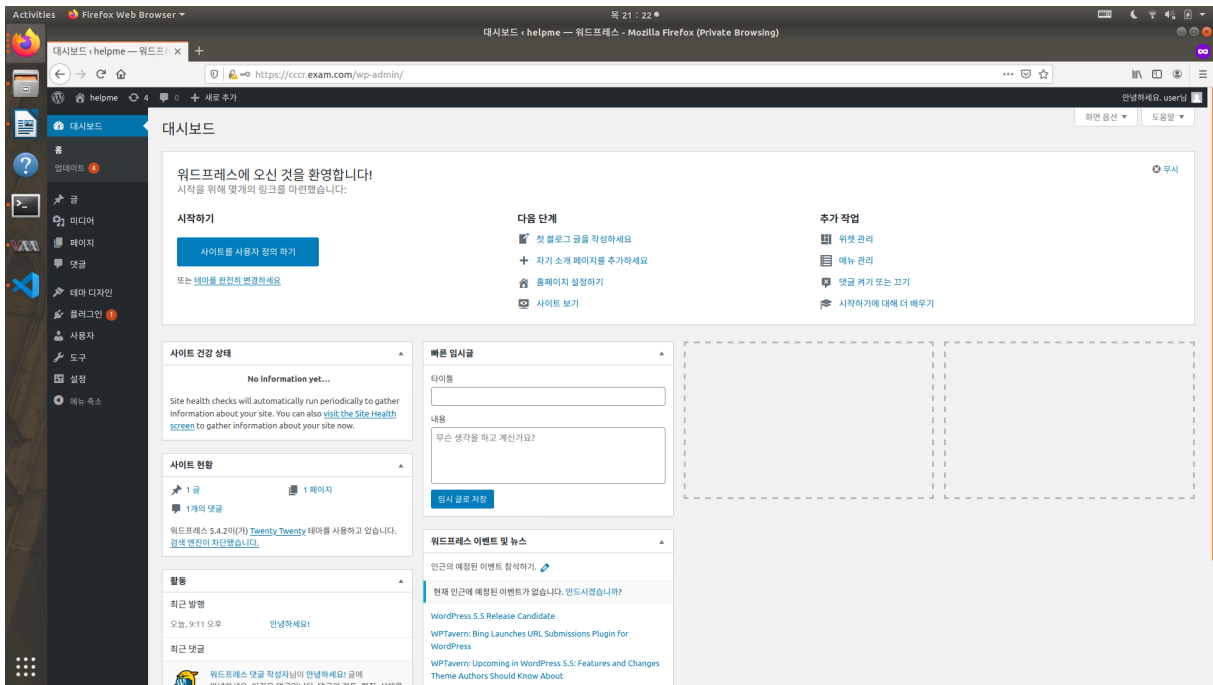 Activities Firefox Web Browser
목 21 : 22
대시보드 ‹ helpme — 워드프레스 - Mozilla Firefox (Private Browsing)
대시보드 ‹ helpme — 워드프레
https://cccr.exam.com/wp-admin/
helpme 4 0 새로 추가
안녕하세요. user님
대시보드
홈
업데이트 4
글
미디어
페이지
댓글
테마 디자인
플러그인 1
사용자
도구
설정
메뉴 축소
화면 옵션
도움말
대시보드
워드프레스에 오신 것을 환영합니다!
시작을 위해 몇개의 링크를 마련했습니다:
무시
시작하기
사이트를 사용자 정의 하기
또는 테마를 완전히 변경하세요
다음 단계
첫 블로그 글을 작성하세요
자기 소개 페이지를 추가하세요
홈페이지 설정하기
사이트 보기
추가 작업
위젯 관리
메뉴 관리
댓글 켜기 또는 끄기
시작하기에 대해 더 배우기
사이트 건강 상태
No information yet...
Site health checks will automatically run periodically to gather
information about your site. You can also visit the Site Health
screen to gather information about your site now.
사이트 현황
1 글
1 페이지
1개의 댓글
워드프레스 5.4.2이(가) Twenty Twenty 테마를 사용하고 있습니다.
검색 엔진이 차단됐습니다.
활동
최근 발행
오늘, 9:11 오후 안녕하세요!
최근 댓글
워드프레스 댓글 작성자님이 안녕하세요! 글에
빠른 임시글
타이틀
내용
무슨 생각을 하고 계신가요?
임시 글로 저장
워드프레스 이벤트 및 뉴스
인근의 예정된 이벤트 참석하기.
현재 인근에 예정된 이벤트가 없습니다. 만드시겠습니까?
WordPress 5.5 Release Candidate
WPTavern: Bing Launches URL Submissions Plugin for
WordPress
WPTavern: Upcoming in WordPress 5.5: Features and Changes
Theme Authors Should Know About